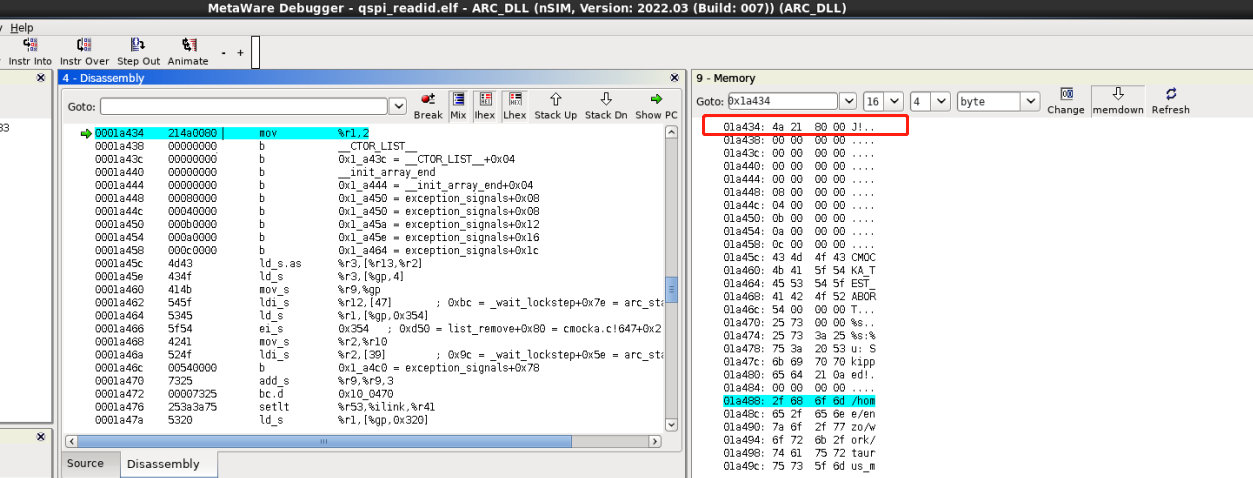 MetaWare Debugger - qspi_readid.elf - ARC_DLL (nSIM, Version: 2022.03 (Build: 007)) (ARC_DLL)
Help
Instr Into Instr Over Step Out Animate - +
4 - Disassembly
Goto:
Break Mix Ihex Lhex Stack Up Stack Dn Show PC
0001a434 214a0080 mov %r1,2
0001a438 00000000 b __CTOR_LIST__
0001a43c 00000000 b 0x1_a43c = __CTOR_LIST__+0x04
0001a440 00000000 b __init_array_end
0001a444 00000000 b 0x1_a444 = __init_array_end+0x04
0001a448 00080000 b 0x1_a450 = exception_signals+0x08
0001a44c 00040000 b 0x1_a450 = exception_signals+0x08
0001a450 000b0000 b 0x1_a45a = exception_signals+0x12
0001a454 000a0000 b 0x1_a45e = exception_signals+0x16
0001a458 000c0000 b 0x1_a464 = exception_signals+0x1c
0001a45c 4d43 ld_s.as %r3,[%r13,%r2]
0001a45e 434f ld_s %r3,[%gp,4]
0001a460 414b mov_s %r9,%gp
0001a462 545f ldi_s %r12,[47] ; 0xbc = _wait_lockstep+0x7e = arc_sta
0001a464 5345 ld_s %r1,[%gp,0x354]
0001a466 5f54 ei_s 0x354 ; 0xd50 = list_remove+0x80 = cmocka.c!647+0x2
0001a468 4241 mov_s %r2,%r10
0001a46a 524f ldi_s %r2,[39] ; 0x9c = _wait_lockstep+0x5e = arc_sta
0001a46c 00540000 b 0x1_a4c0 = exception_signals+0x78
0001a470 7325 add_s %r9,%r9,3
0001a472 00007325 bc.d 0x10_0470
0001a476 253a3a75 setlt %r53,%ilink,%r41
0001a47a 5320 ld_s %r1,[%gp,0x320]
Source Disassembly
9 - Memory
Goto: 0x1a434 16 4 byte Change memdown Refresh
01a434: 4a 21 80 00 J!..
01a438: 00 00 00 00 ....
01a43c: 00 00 00 00 ....
01a440: 00 00 00 00 ....
01a444: 00 00 00 00 ....
01a448: 08 00 00 00 ....
01a44c: 04 00 00 00 ....
01a450: 0b 00 00 00 ....
01a454: 0a 00 00 00 ....
01a458: 0c 00 00 00 ....
01a45c: 43 4d 4f 43 CMOC
01a460: 4b 41 5f 54 KA_T
01a464: 45 53 54 5f EST_
01a468: 41 42 4f 52 ABOR
01a46c: 54 00 00 00 T...
01a470: 25 73 00 00 %s..
01a474: 25 73 3a 25 %s:%
01a478: 75 3a 20 53 u: S
01a47c: 6b 69 70 70 kipp
01a480: 65 64 21 0a ed!.
01a484: 00 00 00 00 ....
01a488: 2f 68 6f 6d /hom
01a48c: 65 2f 65 6e e/en
01a490: 7a 6f 2f 77 zo/w
01a494: 6f 72 6b 2f ork/
01a498: 74 61 75 72 taur
01a49c: 75 73 5f 6d us_m